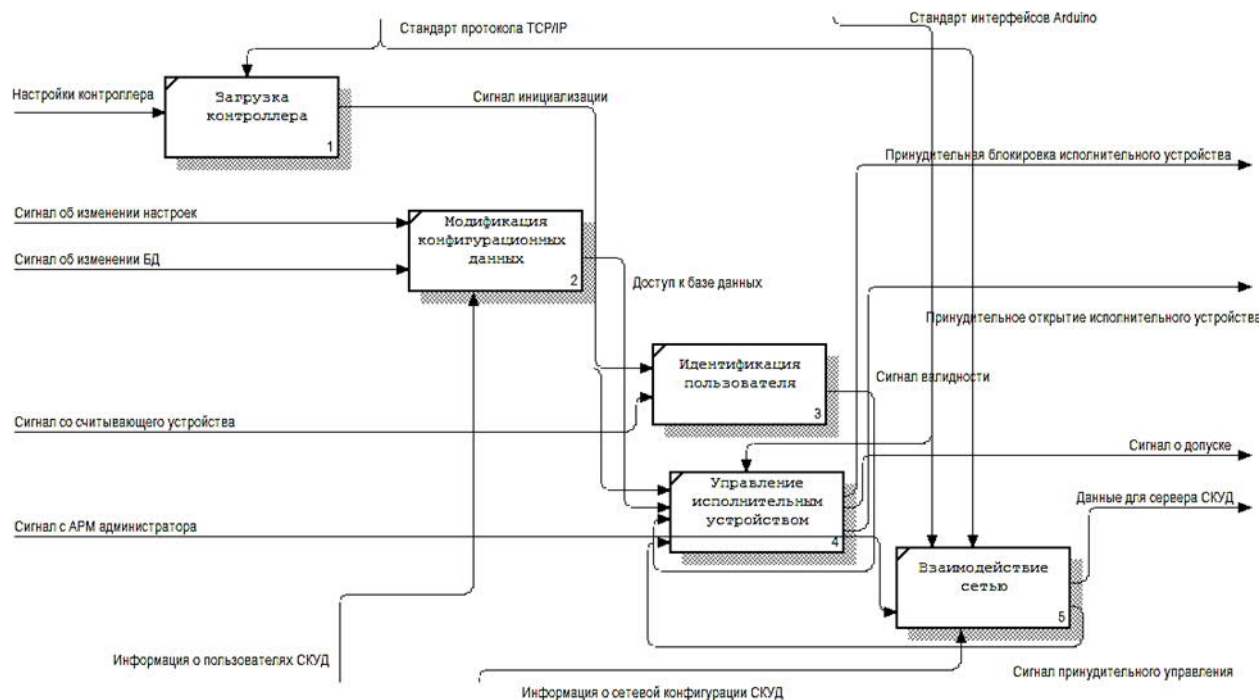 Стандарт интерфейсов Arduino
Стандарт протокола TCP/IP
Настройки контроллера
Загрузка
контроллера
1
Сигнал инициализации
Принудительная блокировка исполнительного устройства
Сигнал об изменении настроек
Сигнал об изменении БД
Модификация
конфигурационных
данных
2
Доступ к базе данных
Принудительное открытие исполнительного устройства
Идентификация
пользователя
3
Сигнал валидности
Сигнал со считывающего устройства
Сигнал о допуске
Управление
исполнительным
устройством
4
Данные для сервера СКУД
Сигнал с АРМ администратора
Взаимодействие
сетью
5
Информация о пользователях СКУД
Сигнал принудительного управления
Информация о сетевой конфигурации СКУД